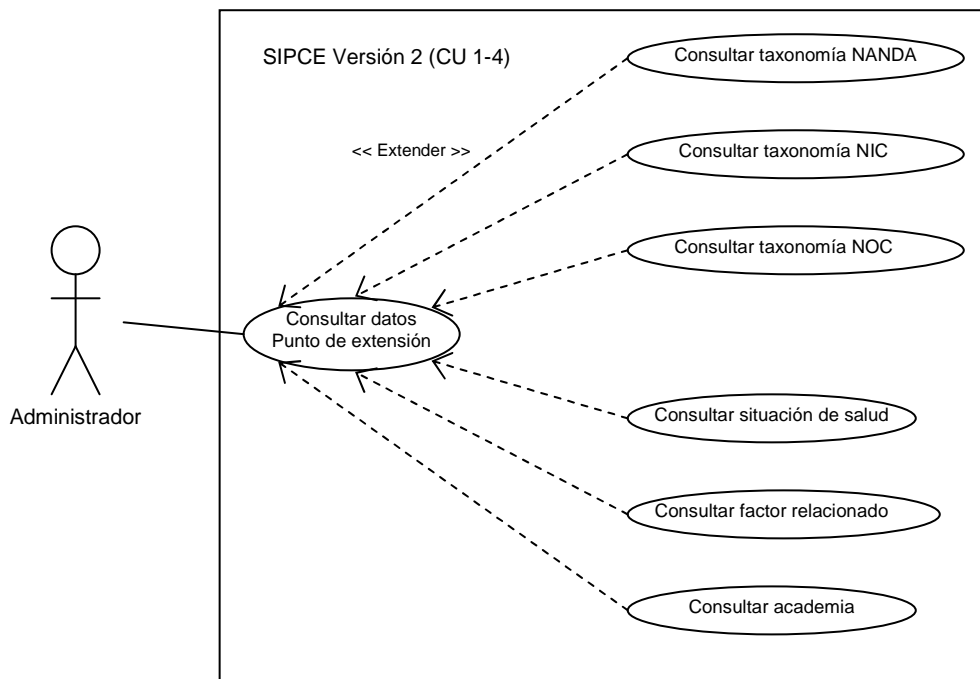 SIPCE Versión 2 (CU 1-4)
Consultar taxonomía NANDA
<< Extender >>
Consultar taxonomía NIC
Consultar taxonomía NOC
Consultar datos
Punto de extensión
Administrador
Consultar situación de salud
Consultar factor relacionado
Consultar academia